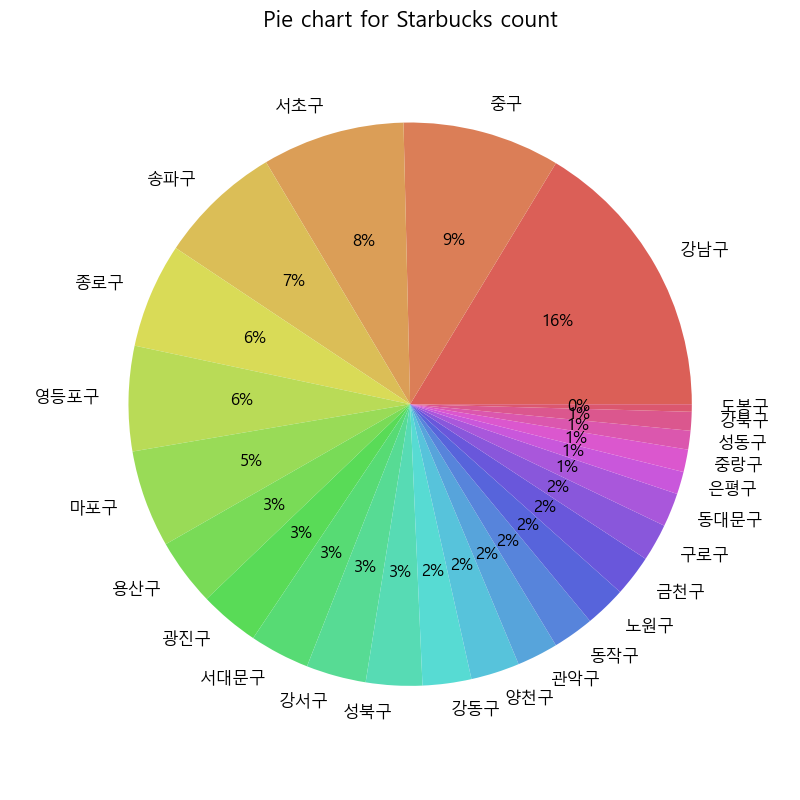 Pie chart for Starbucks count
강남구
16%
중구
9%
서초구
8%
송파구
7%
종로구
6%
영등포구
6%
마포구
5%
용산구
3%
광진구
3%
서대문구
3%
강서구
3%
성북구
3%
강동구
2%
양천구
2%
관악구
2%
동작구
2%
노원구
2%
금천구
2%
구로구
2%
동대문구
1%
은평구
1%
중랑구
1%
성동구
1%
강북구
1%
도봉구
0%